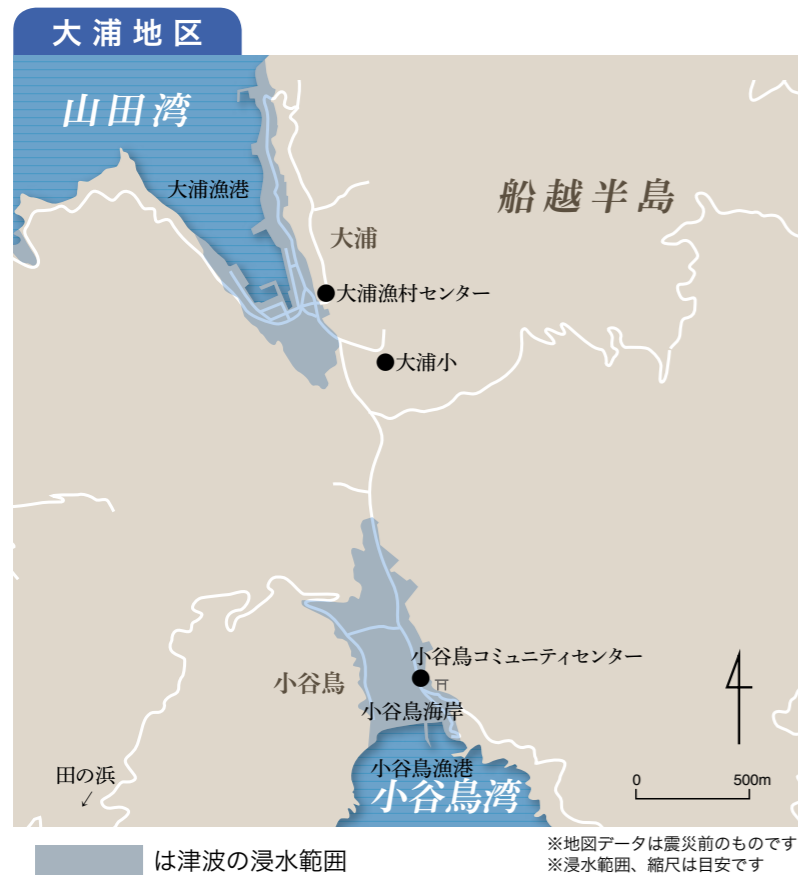 大浦地区
山田湾
大浦漁港
船越半島
大浦
大浦漁村センター
大浦小
小谷鳥コミュニティセンター
小谷鳥
小谷鳥海岸
田の浜
小谷鳥漁港
小谷鳥湾
0 500m
は津波の浸水範囲
※地図データは震災前のものです
※浸水範囲、縮尺は目安です